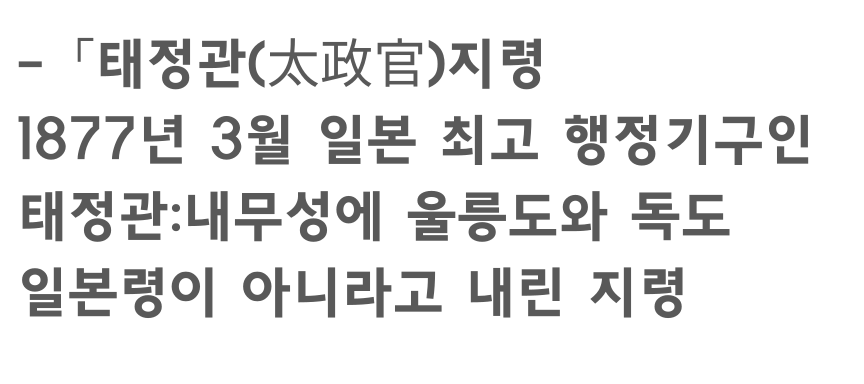 -「태정관(太政官)지령
1877년 3월 일본 최고 행정기구인
태정관:내무성에 울릉도와 독도
일본령이 아니라고 내린 지령